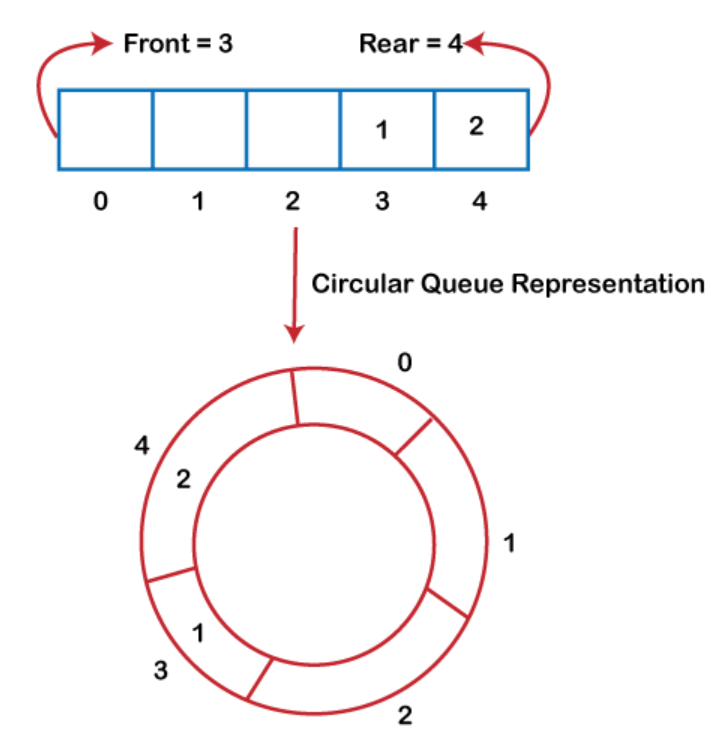 Front = 3 Rear = 4
1 2
0 1 2 3 4
Circular Queue Representation
0
4
2
1
1
3
2